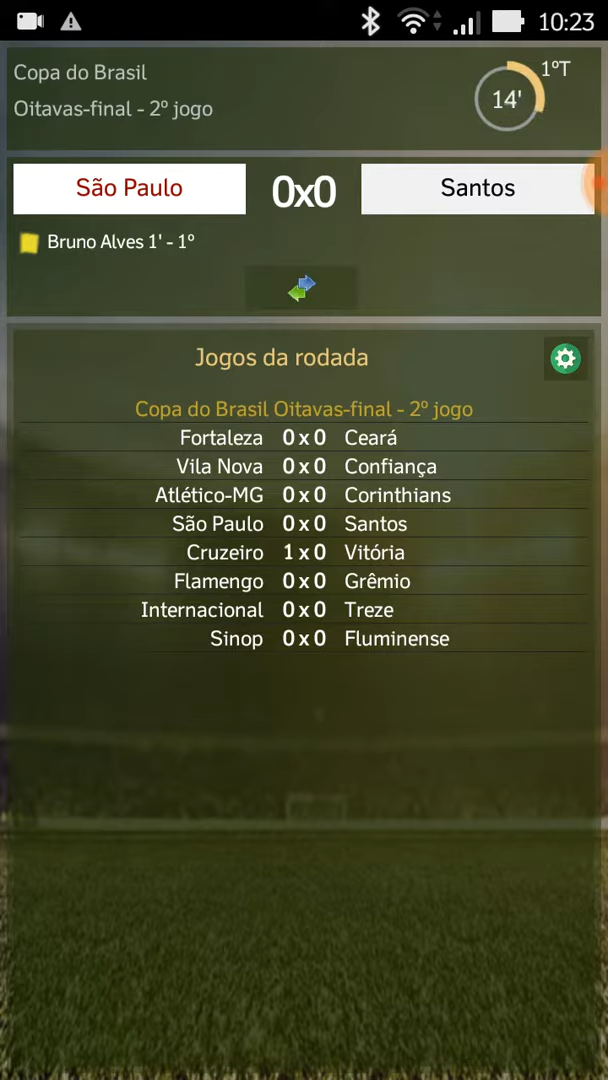 10:23
Copa do Brasil
Oitavas-final - 2º jogo
1ºT
14'
São Paulo 0x0 Santos
Bruno Alves 1' - 1º
Jogos da rodada
Copa do Brasil Oitavas-final - 2º jogo
Fortaleza 0 x 0 Ceará
Vila Nova 0 x 0 Confiança
Atlético-MG 0 x 0 Corinthians
São Paulo 0 x 0 Santos
Cruzeiro 1 x 0 Vitória
Flamengo 0 x 0 Grêmio
Internacional 0 x 0 Treze
Sinop 0 x 0 Fluminense